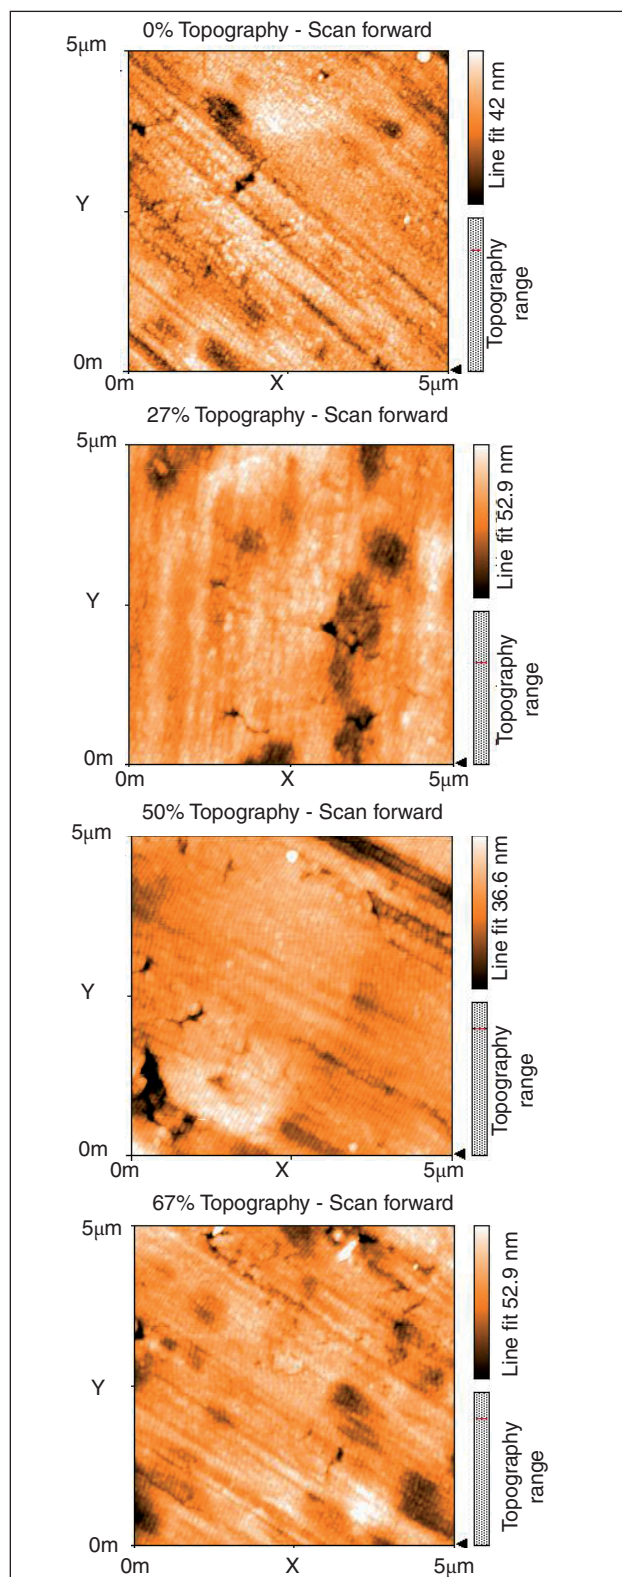 0% Topography - Scan forward
5μm
Line fit 42 nm
Y
Topography
range
0m
0m
X
5μm
27% Topography - Scan forward
5μm
Line fit 52.9 nm
Y
Topography
range
0m
0m
X
5μm
50% Topography - Scan forward
5μm
Line fit 36.6 nm
Y
Topography
range
0m
0m
X
5μm
67% Topography - Scan forward
5μm
Line fit 52.9 nm
Y
Topography
range
0m
0m
X
5μm